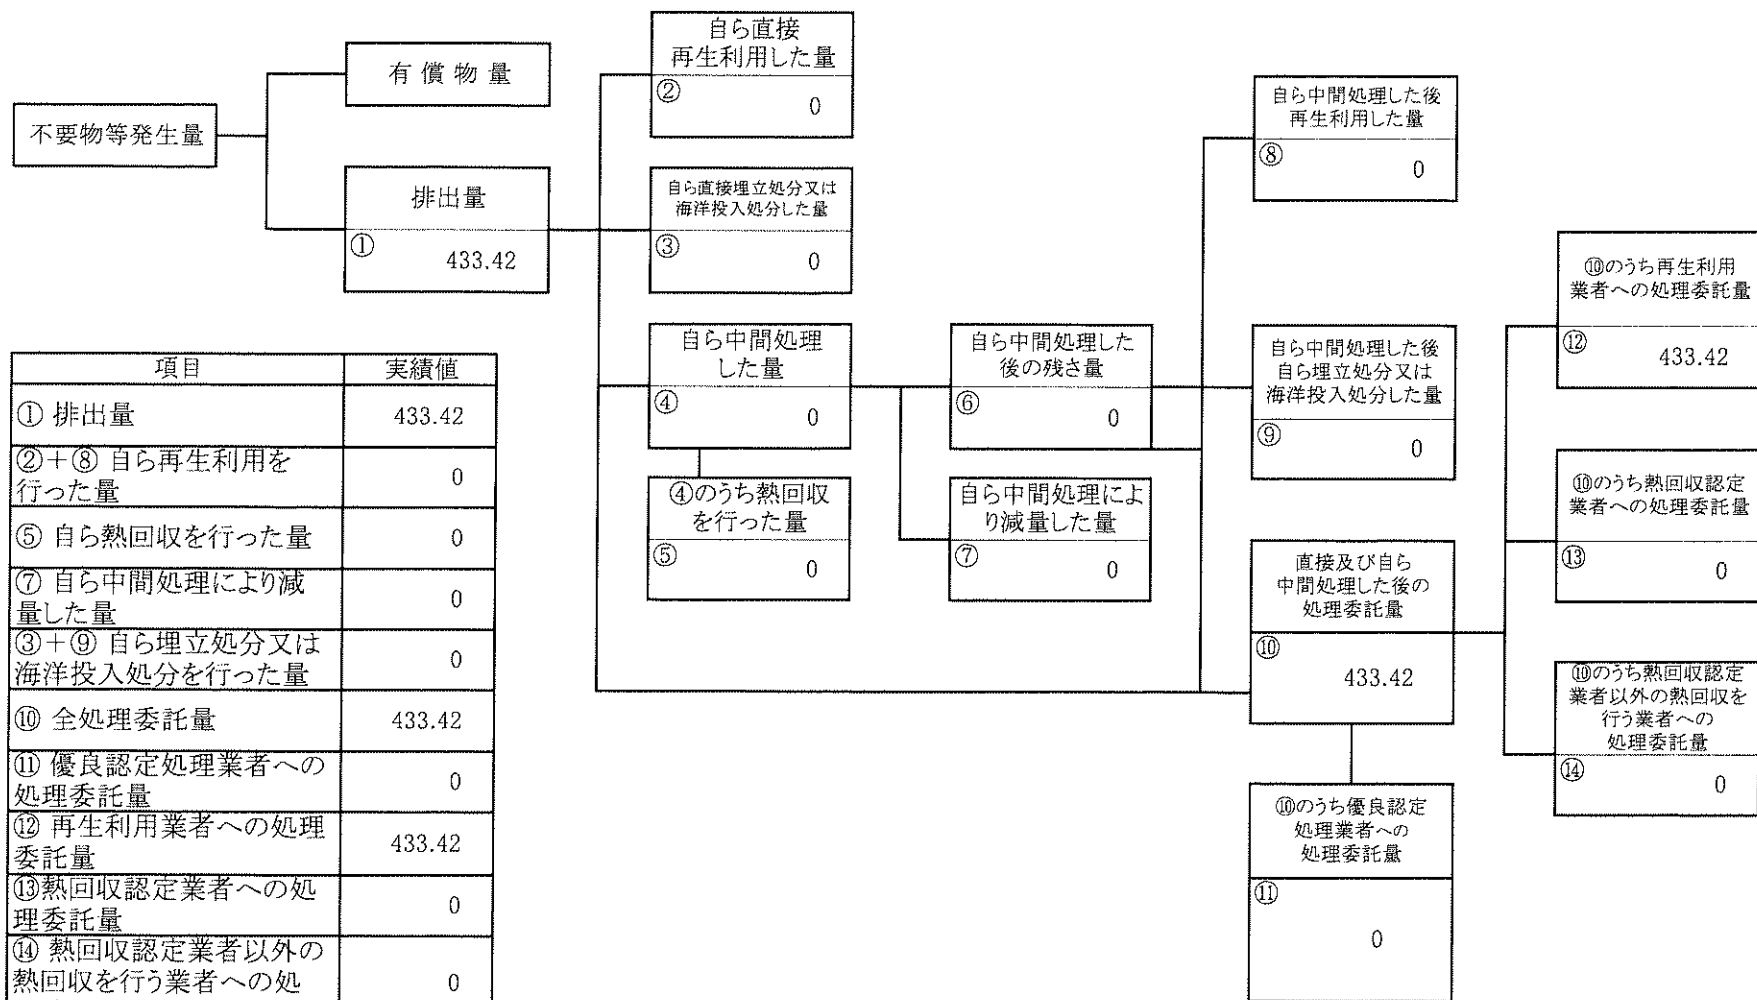 不要物等発生量
有償物量
排出量
①
433.42
自ら直接
再生利用した量
②
0
自ら直接埋立処分又は
海洋投入処分した量
③
0
自ら中間処理
した量
④
0
④のうち熱回収
を行った量
⑤
0
自ら中間処理した
後の残さ量
⑥
0
自ら中間処理によ
り減量した量
⑦
0
自ら中間処理した後
再生利用した量
⑧
0
自ら中間処理した後
自ら埋立処分又は
海洋投入処分した量
⑨
0
直接及び自ら
中間処理した後の
処理委託量
⑩
433.42
⑩のうち優良認定
処理業者への
処理委託量
⑪
0
⑩のうち再生利用
業者への処理委託量
⑫
433.42
⑩のうち熱回収認定
業者への処理委託量
⑬
0
⑩のうち熱回収認定
業者以外の熱回収を
行う業者への
処理委託量
⑭
0
項目 実績値
① 排出量 433.42
②+⑧ 自ら再生利用を
行った量 0
⑤ 自ら熱回収を行った量 0
⑦ 自ら中間処理により減
量した量 0
③+⑨ 自ら埋立処分又は
海洋投入処分を行った量 0
⑩ 全処理委託量 433.42
⑪ 優良認定処理業者への
処理委託量 0
⑫ 再生利用業者への処理
委託量 433.42
⑬熱回収認定業者への処
理委託量 0
⑭ 熱回収認定業者以外の
熱回収を行う業者への処 0